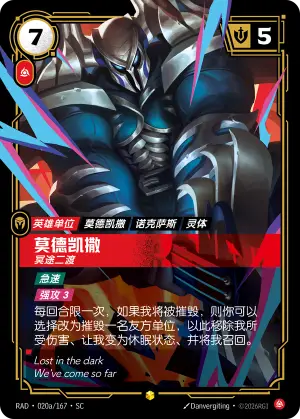 7
5
英雄单位 莫德凯撒 诺克萨斯 灵体
莫德凯撒
冥途二渡
急速
强攻 3
每回合限一次，如果我将被摧毁，则你可以
选择改为摧毁一名友方单位，以此移除我所
受伤害、让我变为休眠状态、并将我召回。
Lost in the dark
We've come so far
RAD • 020a/167 • SC
Danvergiting
©2026RGI